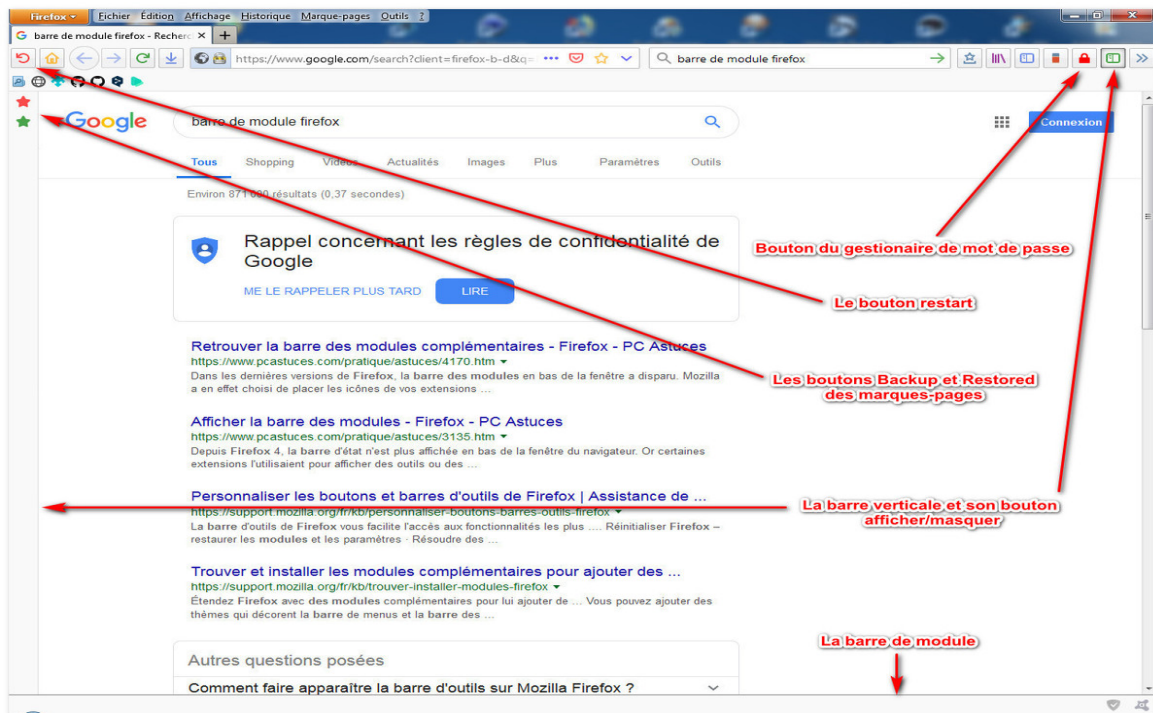 Firefox Fichier Édition Affichage Historique Marque-pages Outils ?
barre de module firefox - Recherc
https://www.google.com/search?client=firefox-b-d&q= barre de module firefox
Google barre de module firefox Connexion
Tous Shopping Vidéos Actualités Images Plus Paramètres Outils
Environ 871 000 résultats (0,37 secondes)
Rappel concernant les règles de confidentialité de
Google
ME LE RAPPELER PLUS TARD LIRE
Bouton du gestionaire de mot de passe
Le bouton restart
Retrouver la barre des modules complémentaires - Firefox - PC Astuces
https://www.pcastuces.com/pratique/astuces/4170.htm
Dans les dernières versions de Firefox, la barre des modules en bas de la fenêtre a disparu. Mozilla
a en effet choisi de placer les icônes de vos extensions ...
Les boutons Backup et Restored
des marques-pages
Afficher la barre des modules - Firefox - PC Astuces
https://www.pcastuces.com/pratique/astuces/3135.htm
Depuis Firefox 4, la barre d'état n'est plus affichée en bas de la fenêtre du navigateur. Or certaines
extensions l'utilisaient pour afficher des outils ou des ...
Personnaliser les boutons et barres d'outils de Firefox | Assistance de ...
https://support.mozilla.org/fr/kb/personnaliser-boutons-barres-outils-firefox
La barre d'outils de Firefox vous facilite l'accès aux fonctionnalités les plus .... Réinitialiser Firefox –
restaurer les modules et les paramètres · Résoudre des ...
La barre verticale et son bouton
afficher/masquer
Trouver et installer les modules complémentaires pour ajouter des ...
https://support.mozilla.org/fr/kb/trouver-installer-modules-firefox
Étendez Firefox avec des modules complémentaires pour lui ajouter de ... Vous pouvez ajouter des
thèmes qui décorent la barre de menus et la barre des ...
La barre de module
Autres questions posées
Comment faire apparaître la barre d'outils sur Mozilla Firefox ?